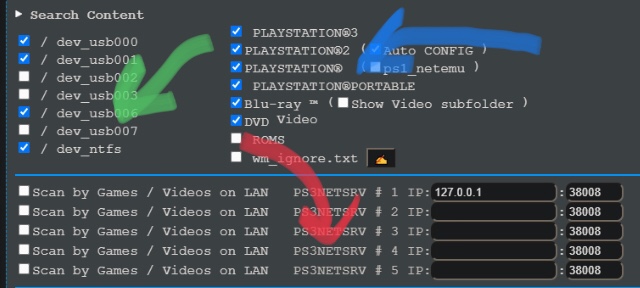 ▶ Search Content
/ dev_usb000
/ dev_usb001
/ dev_usb002
/ dev_usb003
/ dev_usb006
/ dev_usb007
/ dev_ntfs
PLAYSTATION®3
PLAYSTATION®2 ( Auto CONFIG )
PLAYSTATION® ( ps1_netemu )
PLAYSTATION®PORTABLE
Blu-ray ™ ( Show Video subfolder )
DVD Video
ROMS
wm_ignore.txt
Scan by Games / Videos on LAN PS3NETSRV # 1 IP: 127.0.0.1 : 38008
Scan by Games / Videos on LAN PS3NETSRV # 2 IP: : 38008
Scan by Games / Videos on LAN PS3NETSRV # 3 IP: : 38008
Scan by Games / Videos on LAN PS3NETSRV # 4 IP: : 38008
Scan by Games / Videos on LAN PS3NETSRV # 5 IP: : 38008